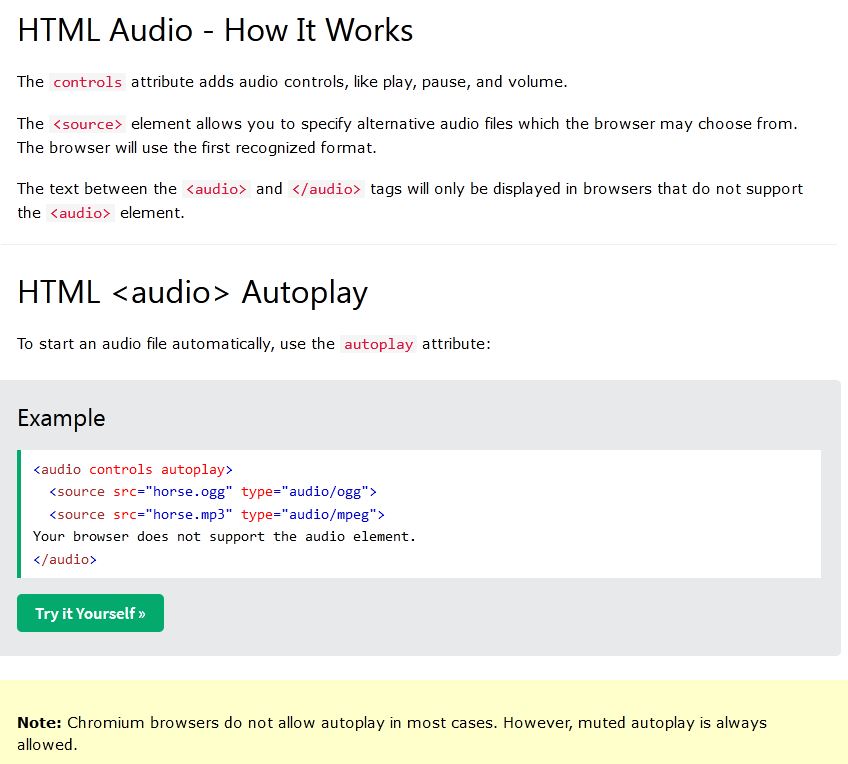 HTML Audio - How It Works
The controls attribute adds audio controls, like play, pause, and volume.
The <source> element allows you to specify alternative audio files which the browser may choose from.
The browser will use the first recognized format.
The text between the <audio> and </audio> tags will only be displayed in browsers that do not support
the <audio> element.
HTML <audio> Autoplay
To start an audio file automatically, use the autoplay attribute:
Example
<audio controls autoplay>
  <source src="horse.ogg" type="audio/ogg">
  <source src="horse.mp3" type="audio/mpeg">
Your browser does not support the audio element.
</audio>
Try it Yourself »
Note: Chromium browsers do not allow autoplay in most cases. However, muted autoplay is always
allowed.